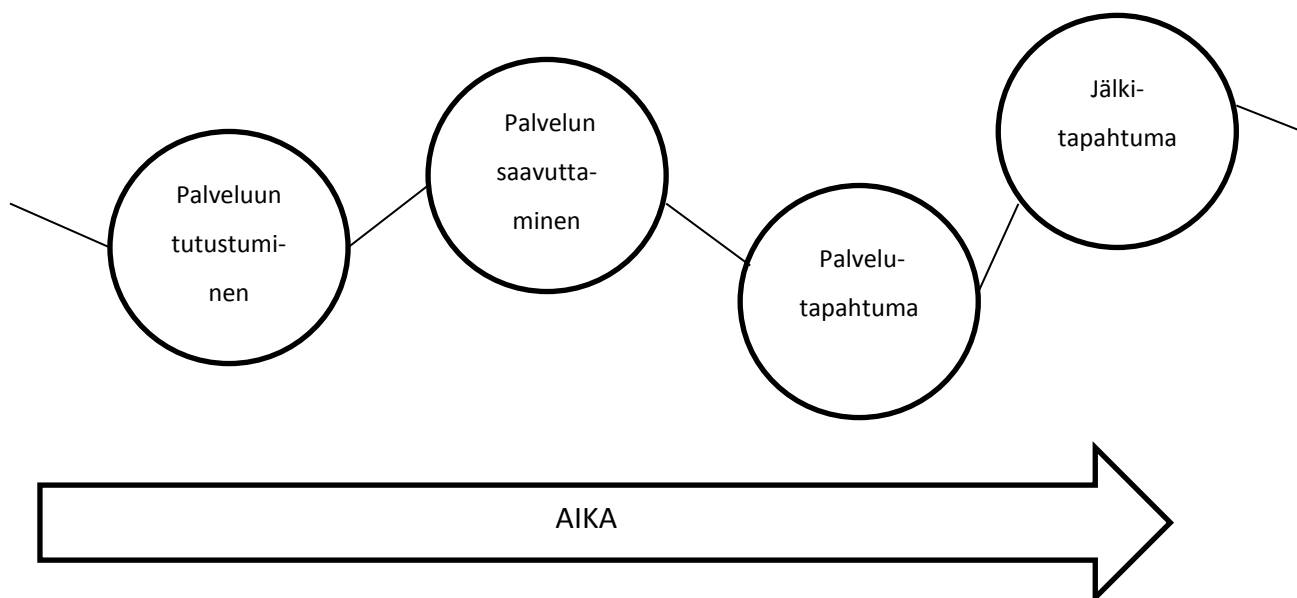 Palveluun
tutustumi-
nen
Palvelun
saavutta-
minen
Palvelu-
tapahtuma
Jälki-
tapahtuma
AIKA